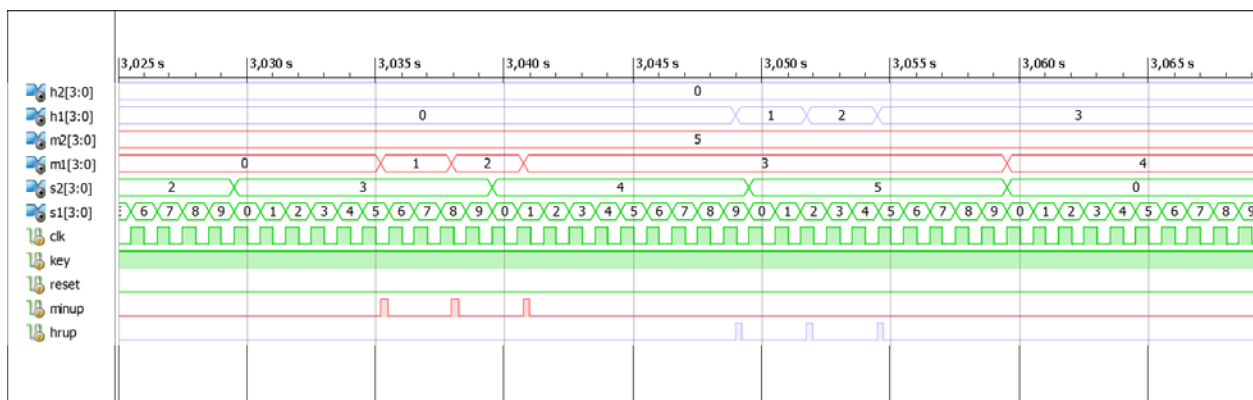 3,025 s 3,030 s 3,035 s 3,040 s 3,045 s 3,050 s 3,055 s 3,060 s 3,065 s
h2[3:0] 0
h1[3:0] 0 1 2 3
m2[3:0] 5
m1[3:0] 0 1 2 3 4
s2[3:0] 2 3 4 5 0
s1[3:0] 6 7 8 9 0 1 2 3 4 5 6 7 8 9 0 1 2 3 4 5 6 7 8 9 0 1 2 3 4 5 6 7 8 9 0 1 2 3 4 5 6 7 8 9
clk
key
reset
minup
hrup